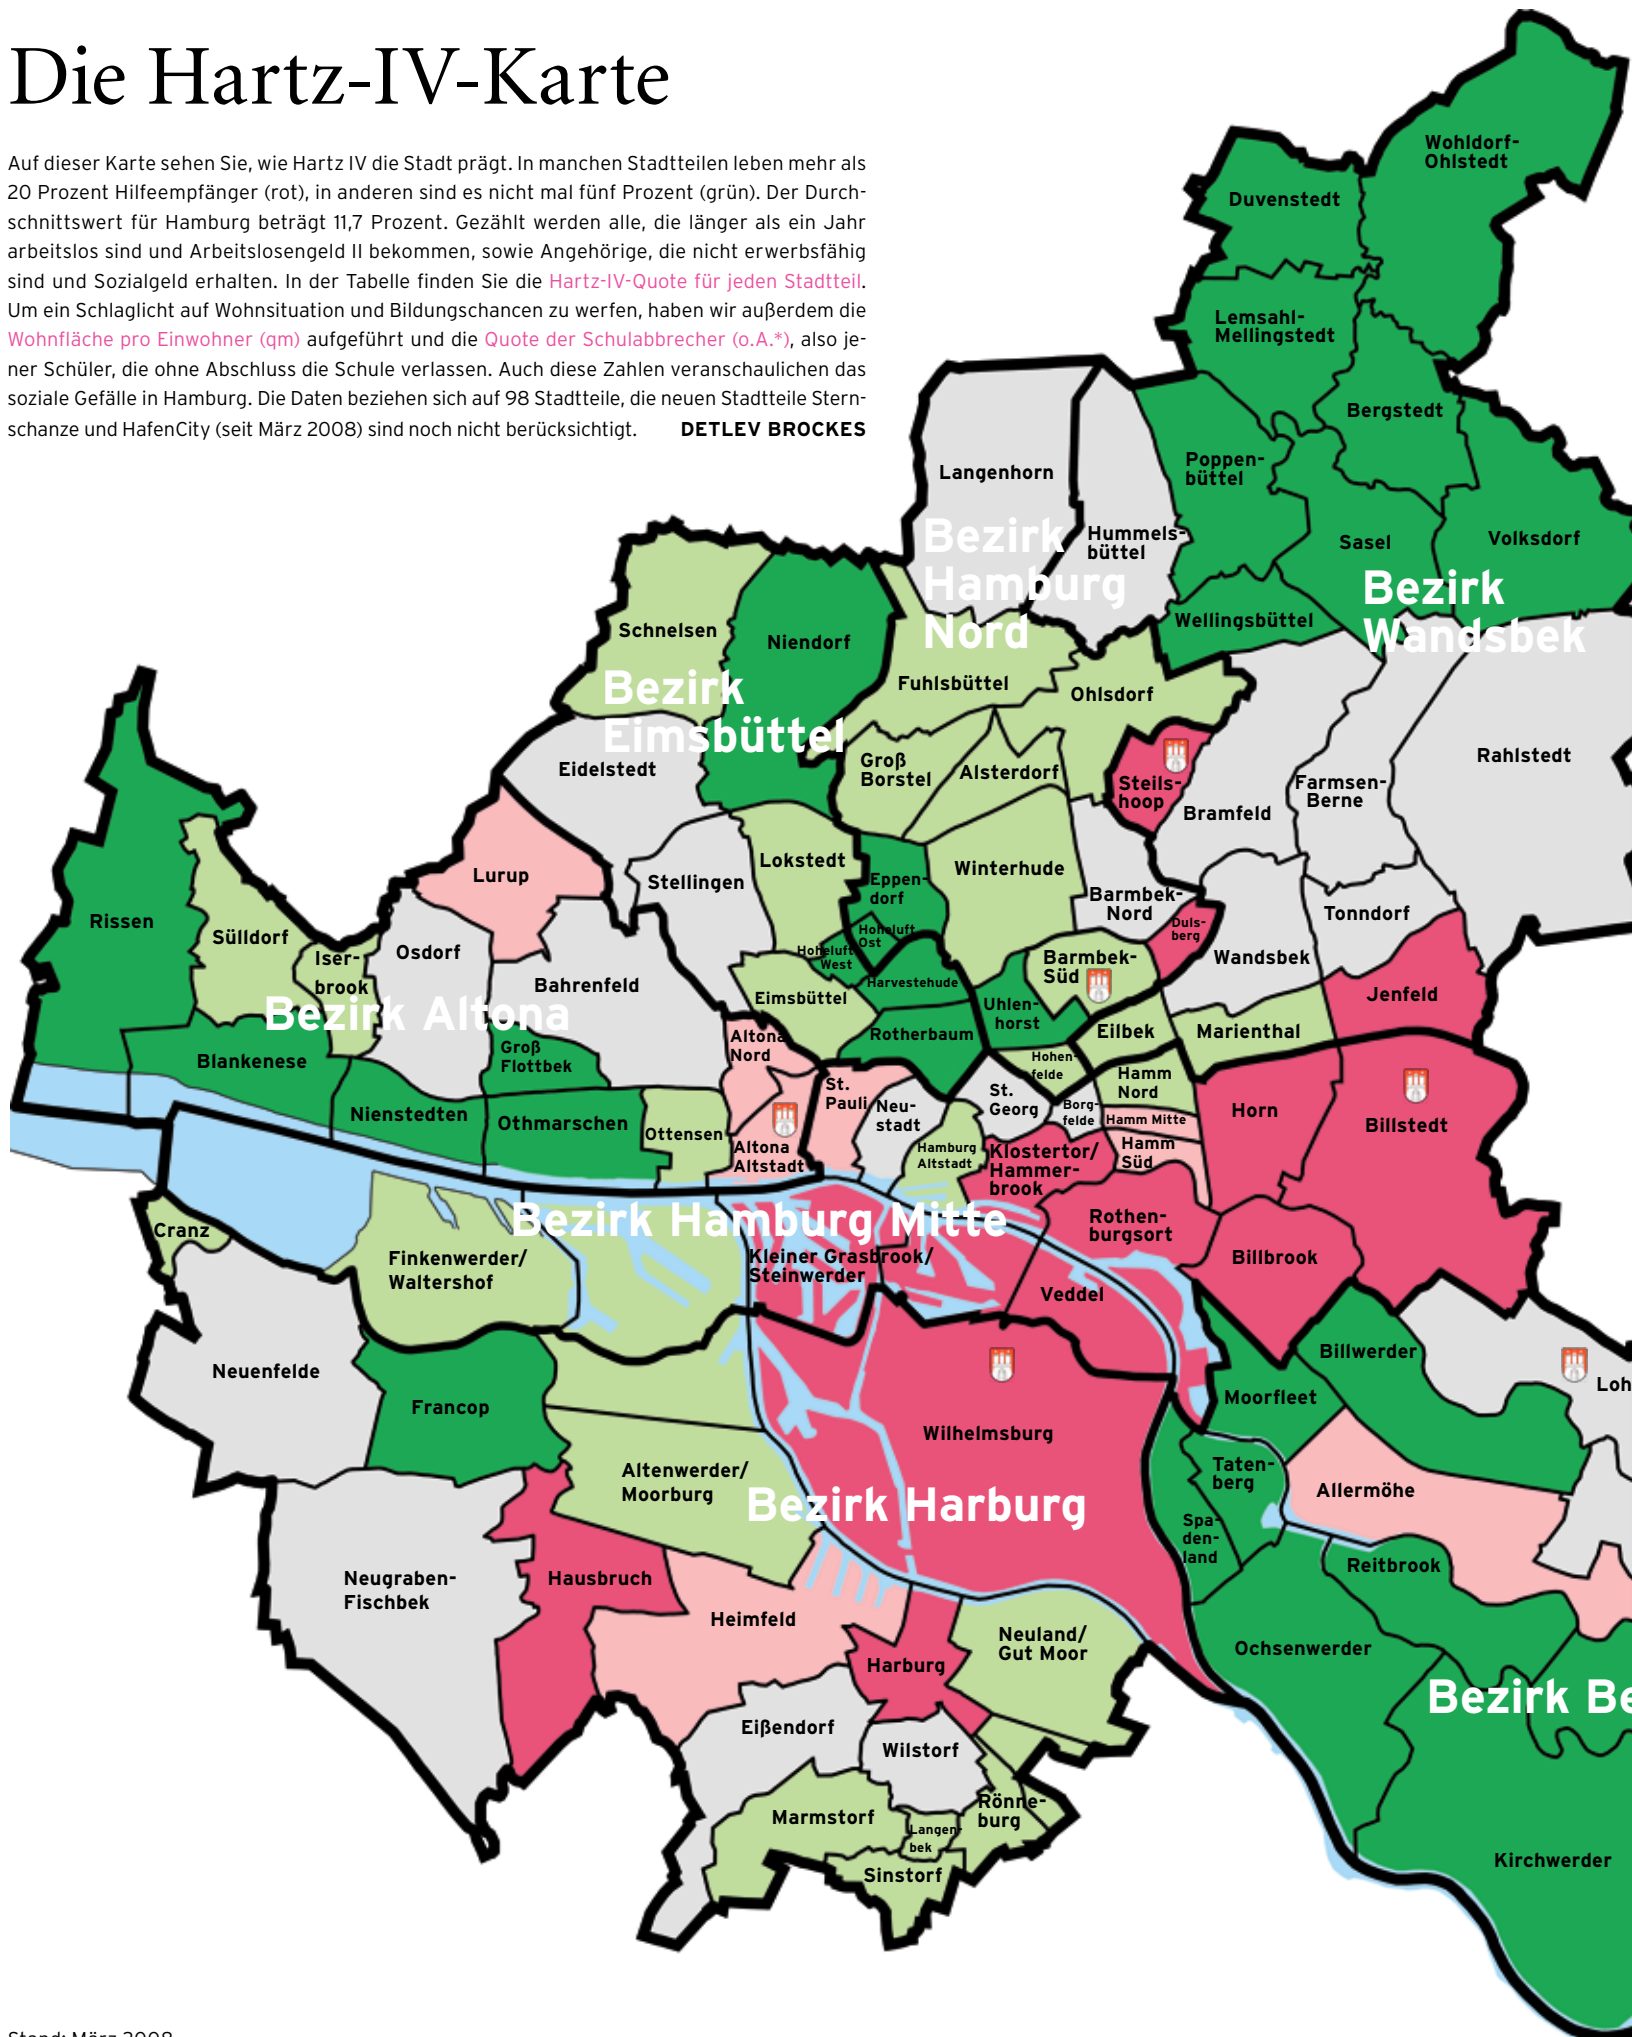 Die Hartz-IV-Karte
Auf dieser Karte sehen Sie, wie Hartz IV die Stadt prägt. In manchen Stadtteilen leben mehr als
20 Prozent Hilfeempfänger (rot), in anderen sind es nicht mal fünf Prozent (grün). Der Durch-
schnittswert für Hamburg beträgt 11,7 Prozent. Gezählt werden alle, die länger als ein Jahr
arbeitslos sind und Arbeitslosengeld II bekommen, sowie Angehörige, die nicht erwerbsfähig
sind und Sozialgeld erhalten. In der Tabelle finden Sie die Hartz-IV-Quote für jeden Stadtteil.
Um ein Schlaglicht auf Wohnsituation und Bildungschancen zu werfen, haben wir außerdem die
Wohnfläche pro Einwohner (qm) aufgeführt und die Quote der Schulabbrecher (o.A.*), also je-
ner Schüler, die ohne Abschluss die Schule verlassen. Auch diese Zahlen veranschaulichen das
soziale Gefälle in Hamburg. Die Daten beziehen sich auf 98 Stadtteile, die neuen Stadtteile Stern-
schanze und HafenCity (seit März 2008) sind noch nicht berücksichtigt. DETLEV BROCKES
Wohldorf-
Ohlstedt
Duvenstedt
Lemsahl-
Mellingstedt
Bergstedt
Poppen-
büttel
Langenhorn
Hummels-
büttel
Sasel
Volksdorf
Bezirk
Hamburg
Nord
Bezirk
Wandsbek
Wellingsbüttel
Schnelsen
Niendorf
Bezirk
Eimsbüttel
Fuhlsbüttel
Ohlsdorf
Eidelstedt
Groß
Borstel
Alsterdorf
Steils-
hoop
Bramfeld
Farmsen-
Berne
Rahlstedt
Lurup
Stellingen
Lokstedt
Eppen-
dorf
Winterhude
Barmbek-
Nord
Duls-
berg
Tonndorf
Rissen
Sülldorf
Iser-
brook
Osdorf
Bahrenfeld
Hoheluft
Ost
Hoheluft
West
Harvestehude
Barmbek-
Süd
Wandsbek
Jenfeld
Bezirk Altona
Eimsbüttel
Uhlen-
horst
Rotherbaum
Eilbek
Marienthal
Blankenese
Groß
Flottbek
Altona
Nord
Hohen-
felde
Hamm
Nord
Nienstedten
Othmarschen
Ottensen
Altona
Altstadt
St.
Pauli
Neu-
stadt
St.
Georg
Borg-
felde
Hamm Mitte
Hamm
Süd
Horn
Billstedt
Hamburg
Altstadt
Klostertor/
Hammer-
brook
Bezirk Hamburg Mitte
Rothen-
burgsort
Billbrook
Cranz
Finkenwerder/
Waltershof
Kleiner Grasbrook/
Steinwerder
Veddel
Neuenfelde
Francop
Billwerder
Moorfleet
Loh
Wilhelmsburg
Altenwerder/
Moorburg
Bezirk Harburg
Taten-
berg
Allermöhe
Spa-
den-
land
Reitbrook
Neugraben-
Fischbek
Hausbruch
Heimfeld
Harburg
Neuland/
Gut Moor
Ochsenwerder
Bezirk Be
Eißendorf
Wilstorf
Marmstorf
Langen-
bek
Rönne-
burg
Sinstorf
Kirchwerder
Stand: März 2008